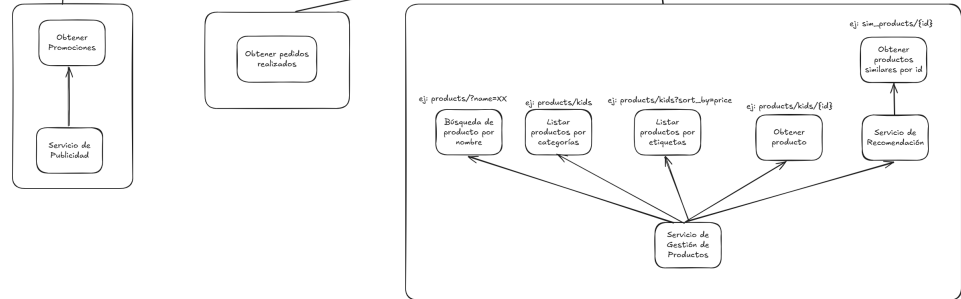 Obtener
Promociones
Servicio de
Publicidad
Obtener pedidos
realizados
ej: sim_products/{id}
Obtener
productos
similares por id
ej: products/?name=XX
ej: products/kids
ej: products/kids?sort_by=price
ej: products/kids/{id}
Búsqueda de
producto por
nombre
Listar
productos por
categorías
Listar
productos por
etiquetas
Obtener
producto
Servicio de
Recomendación
Servicio de
Gestión de
Productos